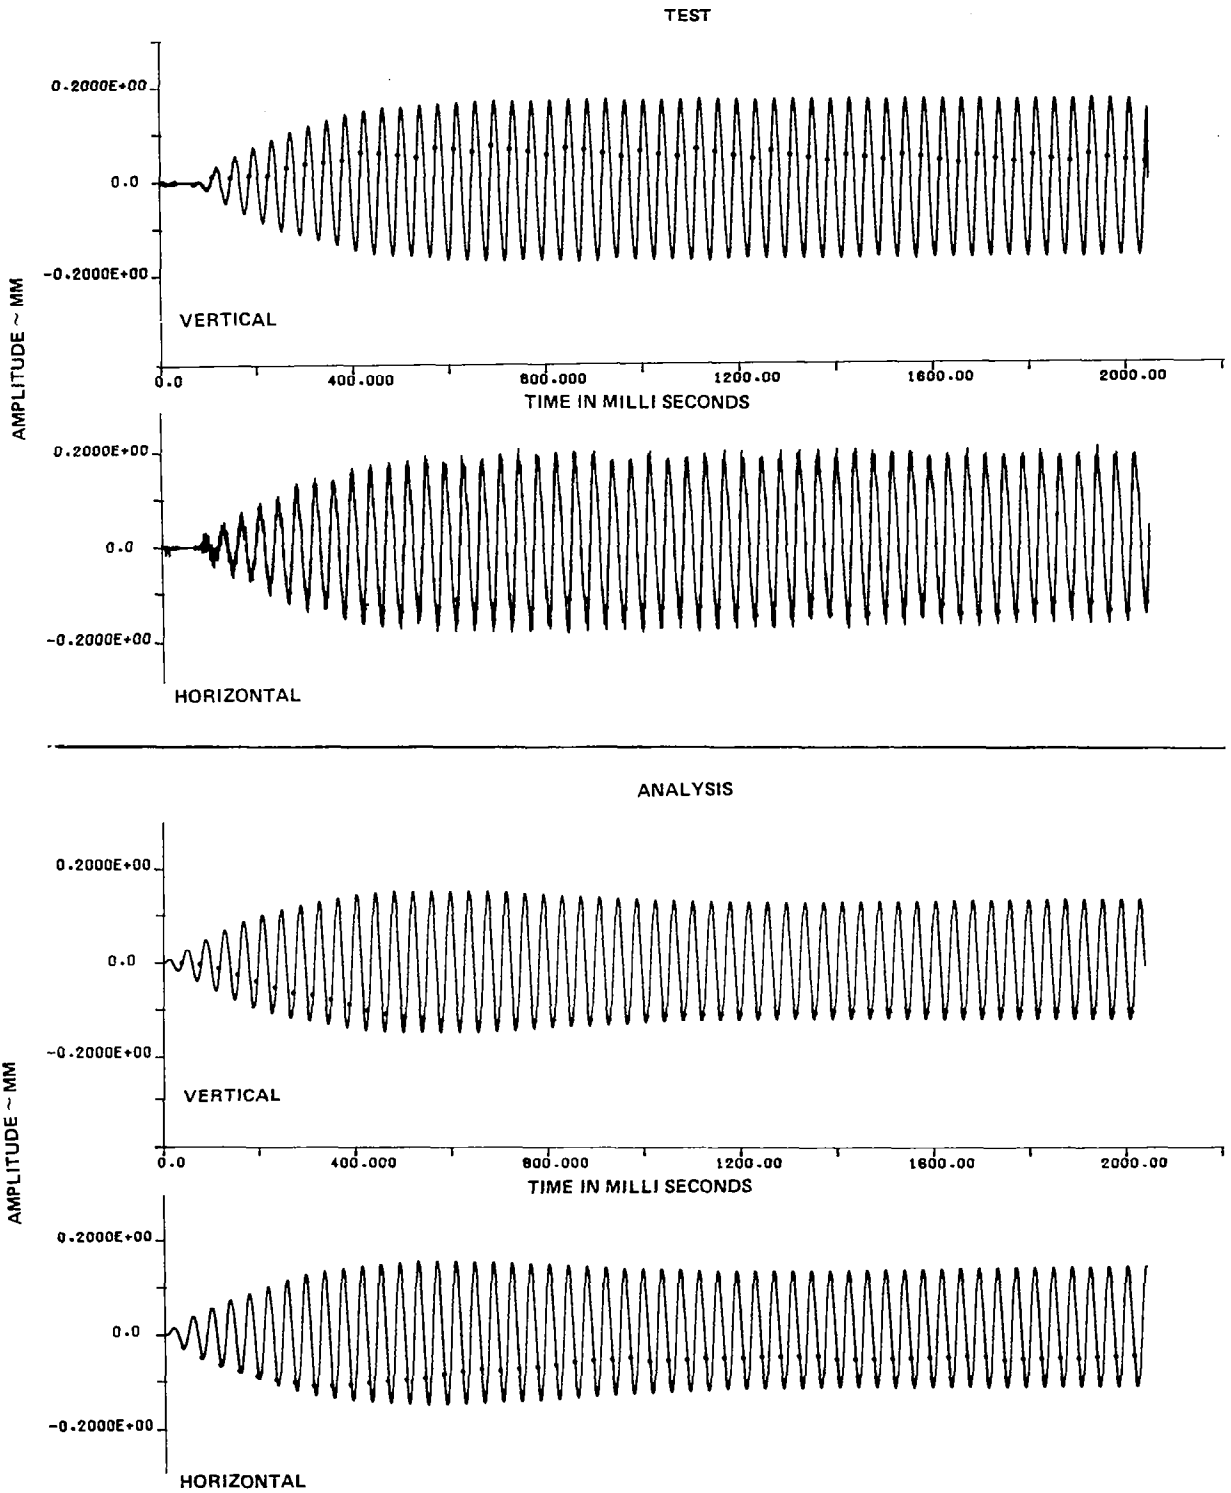 TEST
0.2000E+00
0.0
-0.2000E+00
VERTICAL
0.0 400.000 800.000 1200.00 1600.00 2000.00
TIME IN MILLI SECONDS
AMPLITUDE ~ MM
0.2000E+00
0.0
-0.2000E+00
HORIZONTAL
ANALYSIS
0.2000E+00
0.0
-0.2000E+00
VERTICAL
0.0 400.000 800.000 1200.00 1600.00 2000.00
TIME IN MILLI SECONDS
AMPLITUDE ~ MM
0.2000E+00
0.0
-0.2000E+00
HORIZONTAL